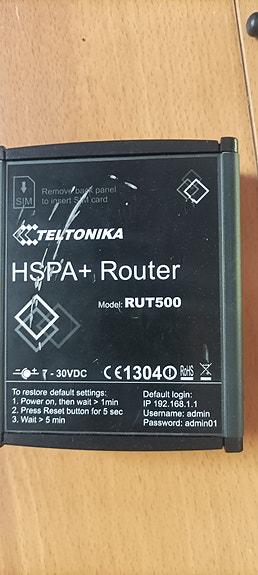 SIM
Remove back panel
to insert SIM card
TELTONIKA
HSPA+ Router
Model: RUT500
7 - 30VDC
CE1304
RoHS
To restore default settings:
1. Power on, then wait > 1min
2. Press Reset button for 5 sec
3. Wait > 5 min
Default login:
IP 192.168.1.1
Username: admin
Password: admin01